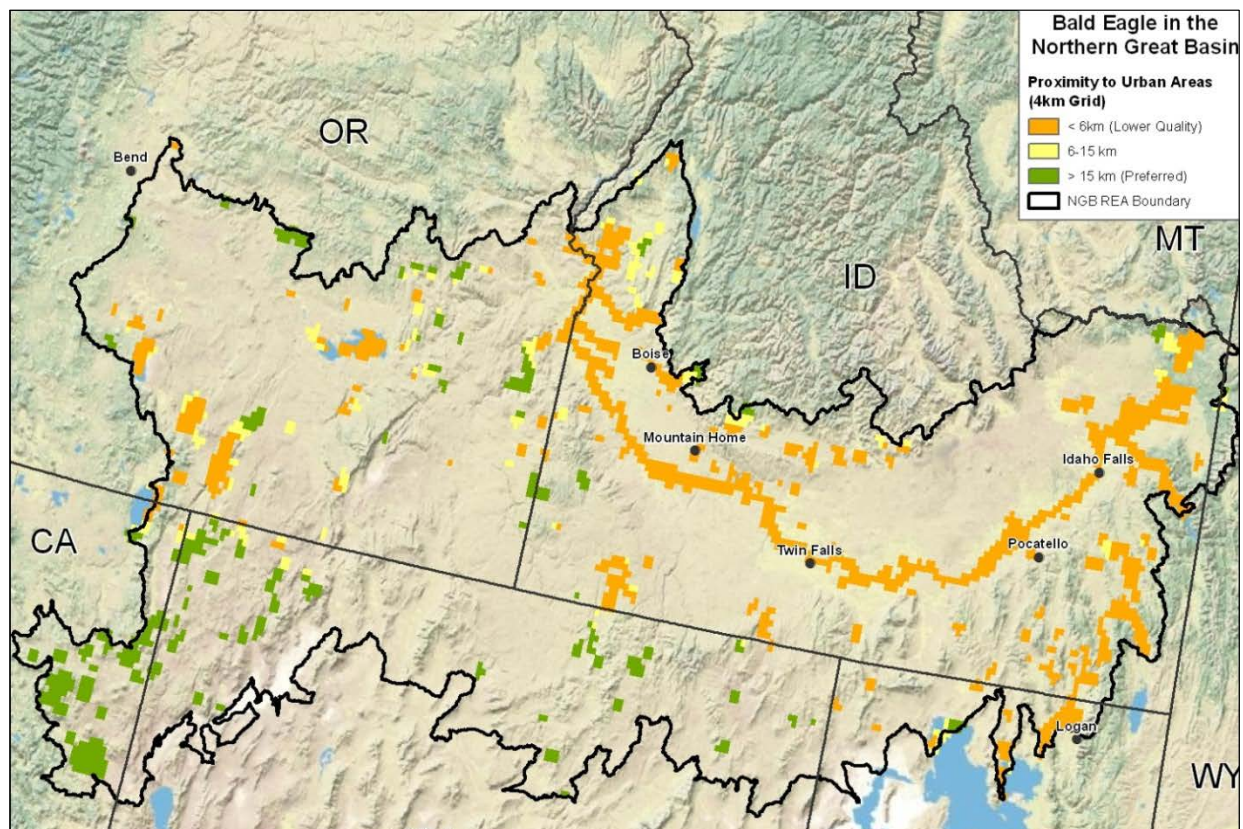 Bald Eagle in the
Northern Great Basin
Proximity to Urban Areas
(4km Grid)
< 6km (Lower Quality)
6-15 km
> 15 km (Preferred)
NGB REA Boundary
OR
Bend
MT
ID
Boise
Mountain Home
Idaho Falls
CA
Twin Falls
Pocatello
Logan
WY